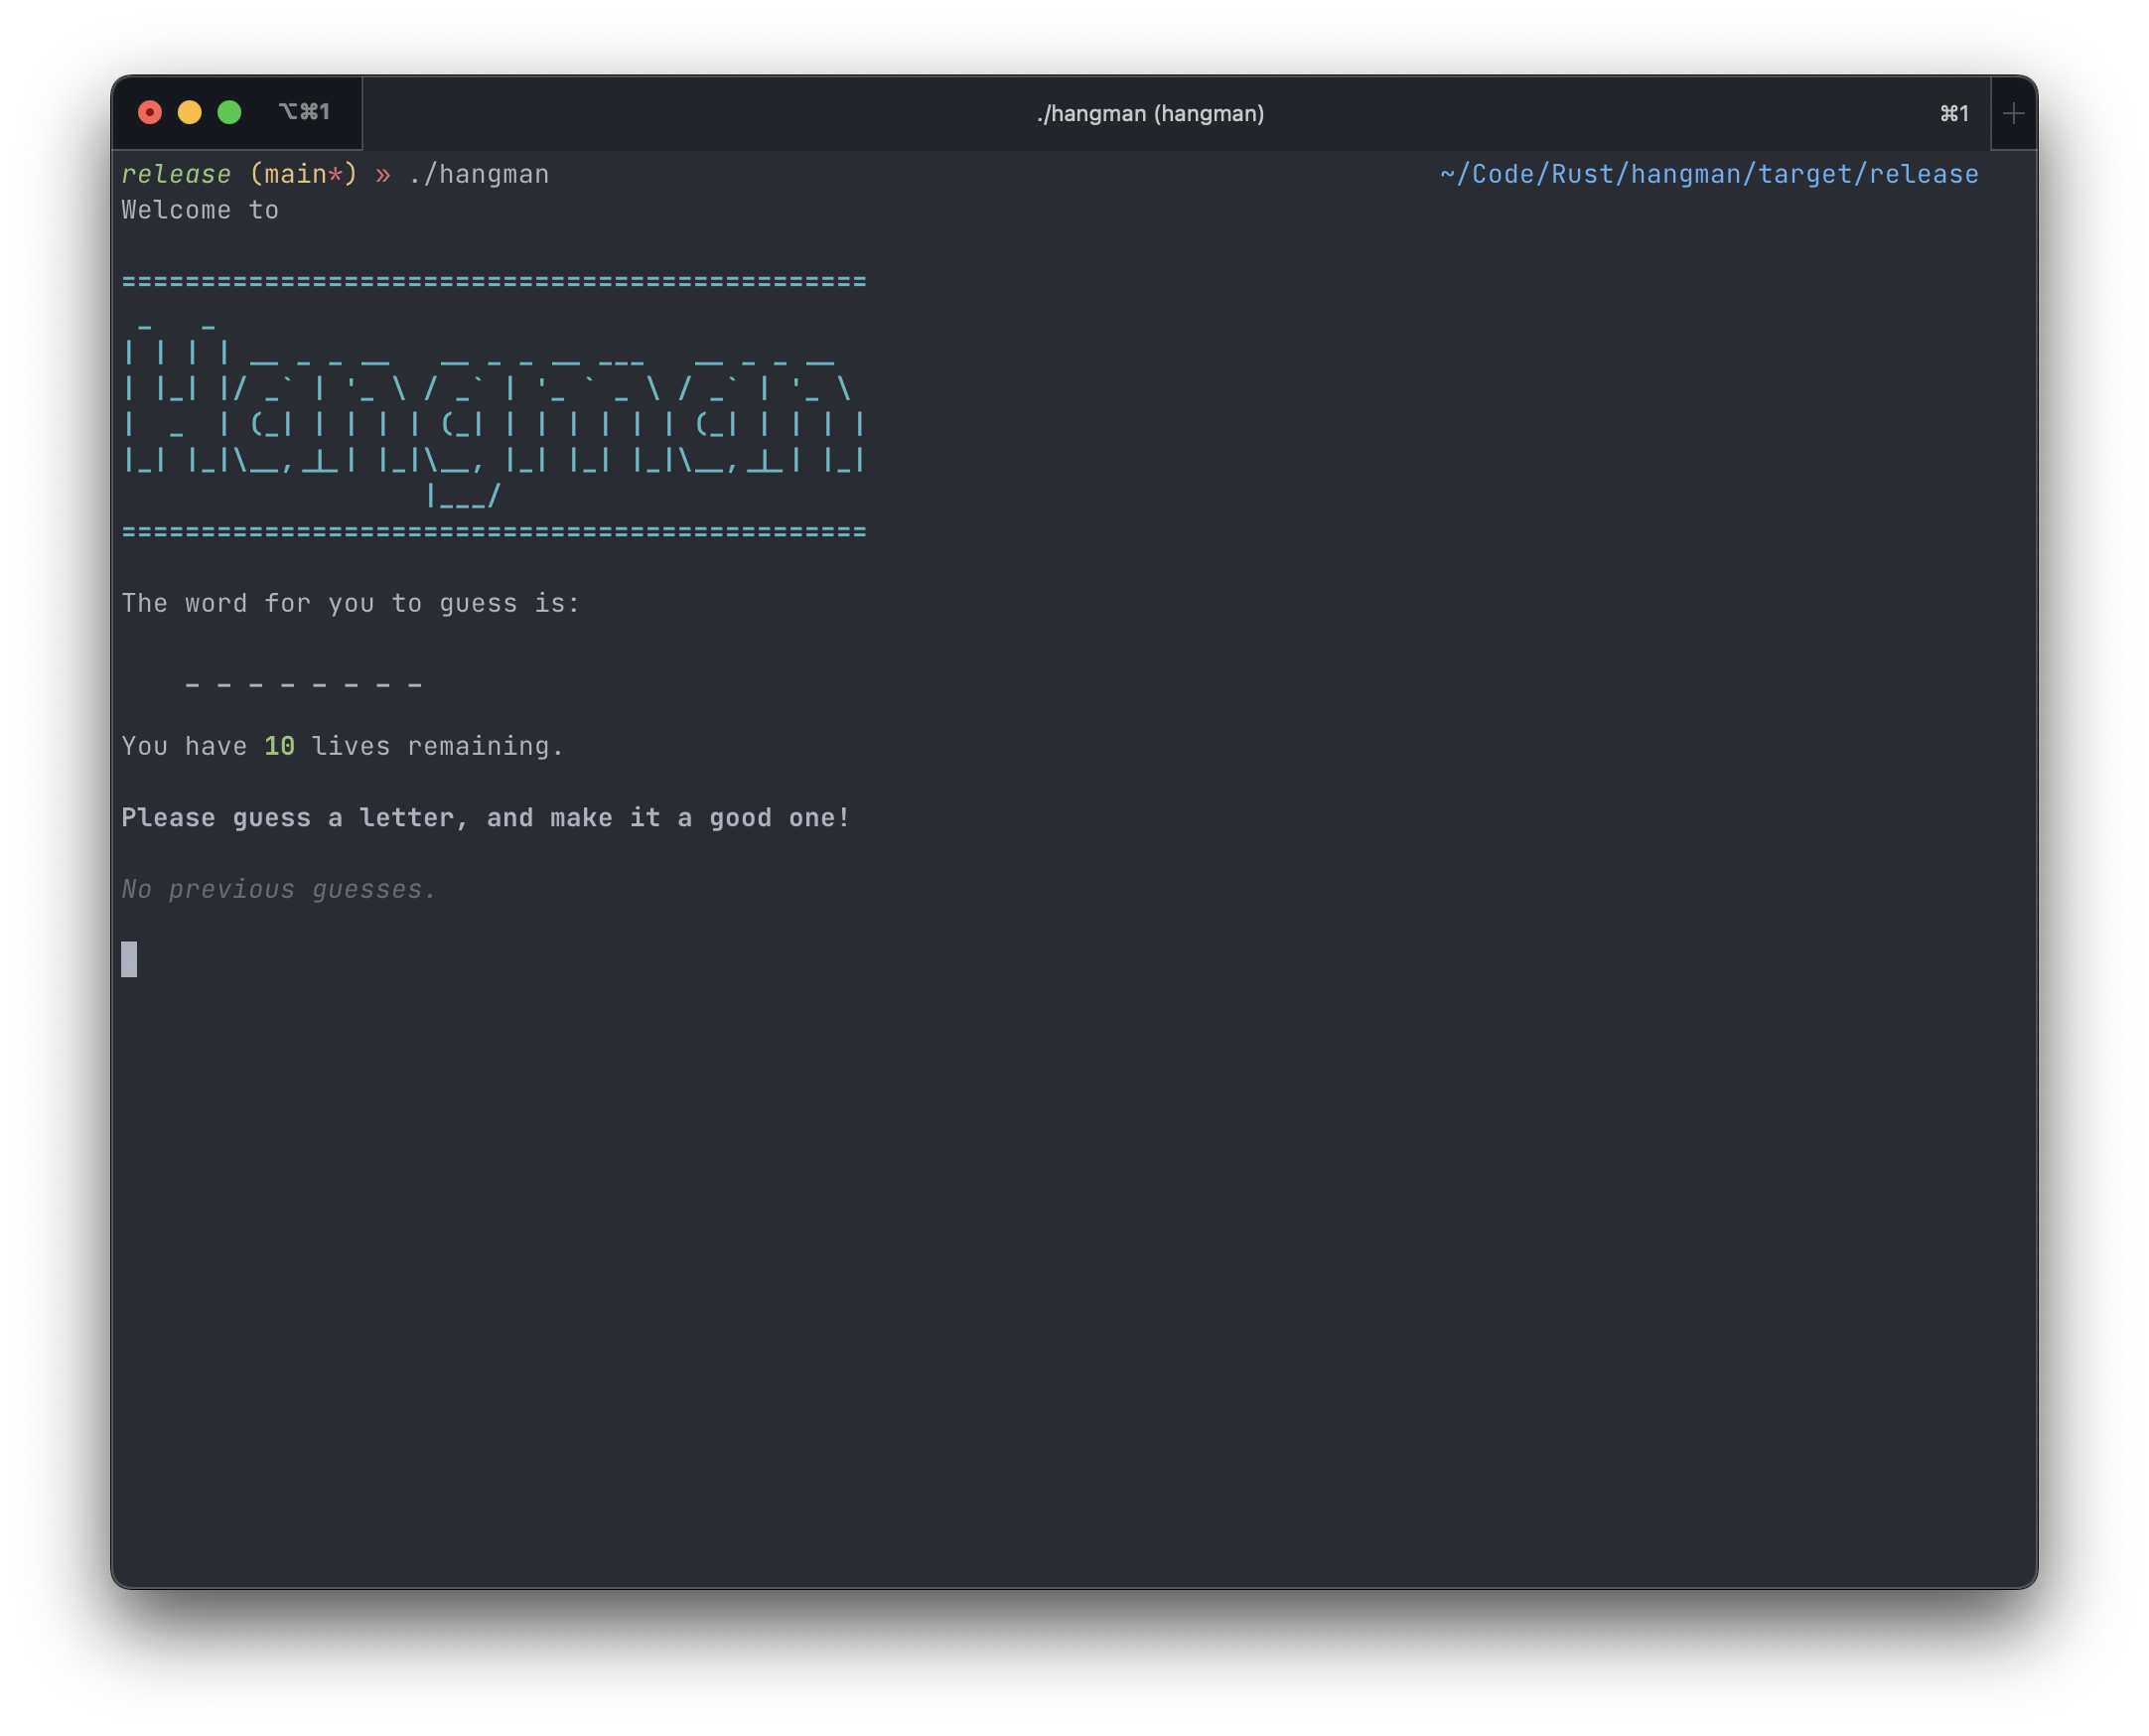 ⌥⌘1 ./hangman (hangman) ⌘1 +
release (main*) » ./hangman ~/Code/Rust/hangman/target/release
Welcome to
===============================================
 _   _
| | | | __ _ _ __   __ _ _ __ ___   __ _ _ __
| |_| |/ _` | '_ \ / _` | '_ ` _ \ / _` | '_ \
|  _  | (_| | | | | (_| | | | | | | (_| | | | |
|_| |_|\__,_|_| |_|\__, |_| |_| |_|\__,_|_| |_|
                   |___/
===============================================
The word for you to guess is:
_ _ _ _ _ _ _ _
You have 10 lives remaining.
Please guess a letter, and make it a good one!
No previous guesses.